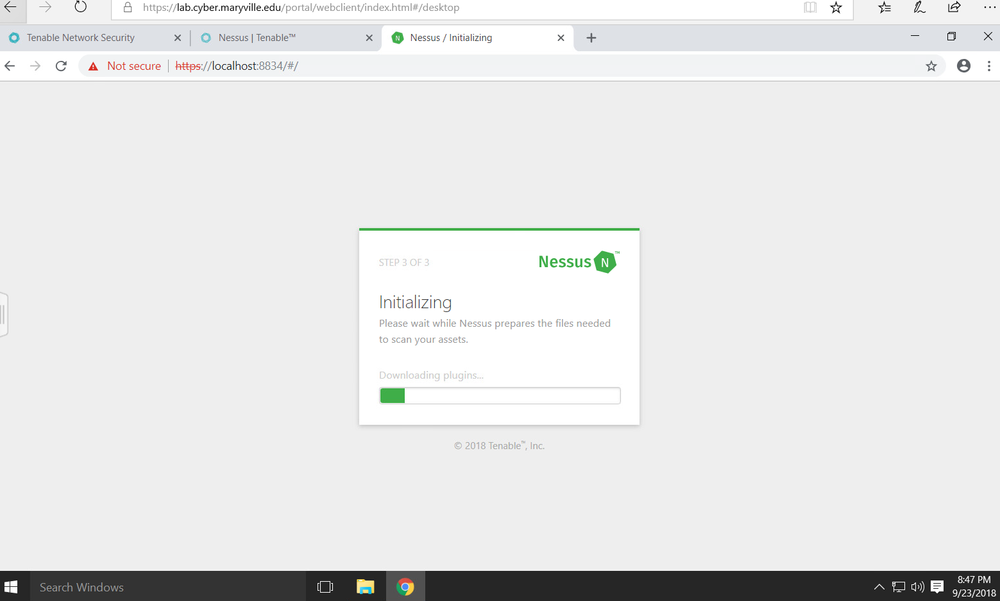 https://lab.cyber.maryville.edu/portal/webclient/index.html#/desktop
Tenable Network Security
Nessus | Tenable™
N
Nessus / Initializing
Not secure
https://localhost:8834/#/
STEP 3 OF 3
Nessus N™
Initializing
Please wait while Nessus prepares the files needed
to scan your assets.
Downloading plugins...
© 2018 Tenable™, Inc.
Search Windows
8:47 PM
9/23/2018